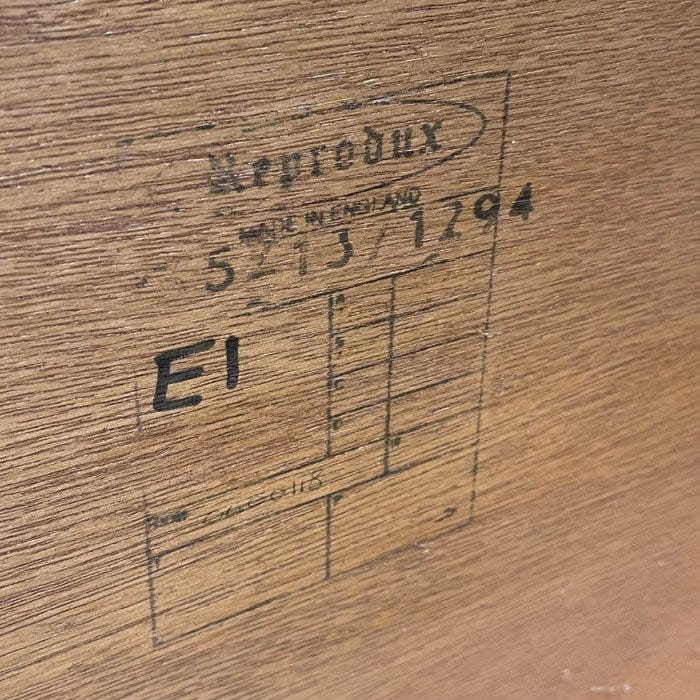 Reprodux
MADE IN ENGLAND
5213/1294
E1